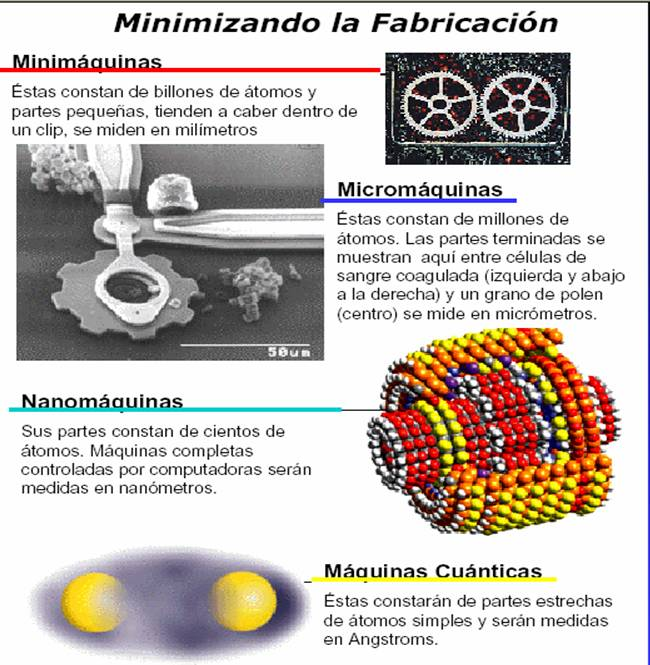 Minimizando la Fabricación
Minimáquinas
Éstas constan de billones de átomos y
partes pequeñas, tienden a caber dentro de
un clip, se miden en milímetros
Micromáquinas
Éstas constan de millones de
átomos. Las partes terminadas se
muestran aquí entre células de
sangre coagulada (izquierda y abajo
a la derecha) y un grano de polen
(centro) se mide en micrómetros.
50um
Nanomáquinas
Sus partes constan de cientos de
átomos. Máquinas completas
controladas por computadoras serán
medidas en nanómetros.
Máquinas Cuánticas
Éstas constarán de partes estrechas
de átomos simples y serán medidas
en Angstroms.